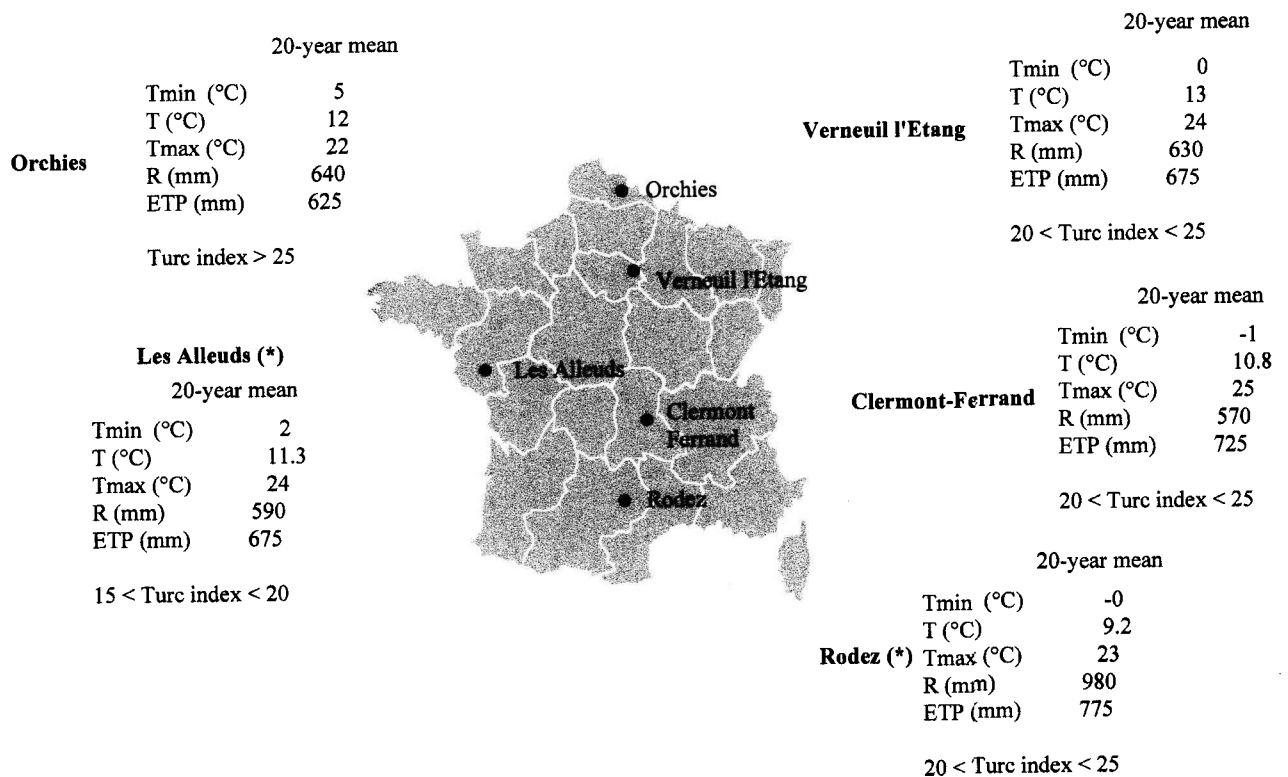 20-year mean
Orchies
Tmin (°C) 5
T (°C) 12
Tmax (°C) 22
R (mm) 640
ETP (mm) 625
Turc index > 25
20-year mean
Verneuil l'Etang
Tmin (°C) 0
T (°C) 13
Tmax (°C) 24
R (mm) 630
ETP (mm) 675
20 < Turc index < 25
Orchies
Verneuil l'Etang
Les Alleuds
Clermont
Ferrand
Rodez
Les Alleuds (*)
20-year mean
Tmin (°C) 2
T (°C) 11.3
Tmax (°C) 24
R (mm) 590
ETP (mm) 675
15 < Turc index < 20
20-year mean
Clermont-Ferrand
Tmin (°C) -1
T (°C) 10.8
Tmax (°C) 25
R (mm) 570
ETP (mm) 725
20 < Turc index < 25
20-year mean
Rodez (*)
Tmin (°C) -0
T (°C) 9.2
Tmax (°C) 23
R (mm) 980
ETP (mm) 775
20 < Turc index < 25